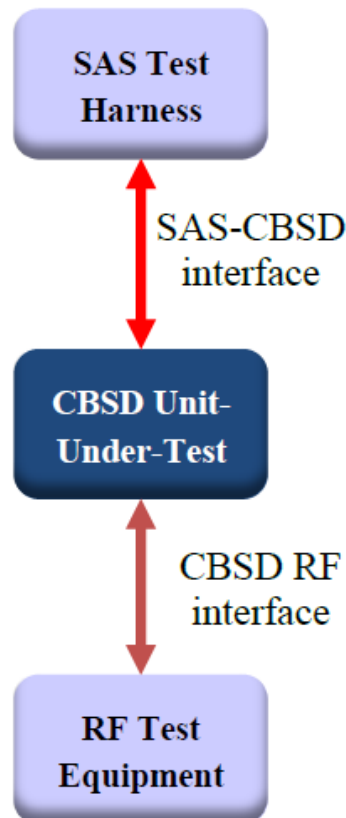 SAS Test
Harness
SAS-CBSD
interface
CBSD Unit-
Under-Test
CBSD RF
interface
RF Test
Equipment